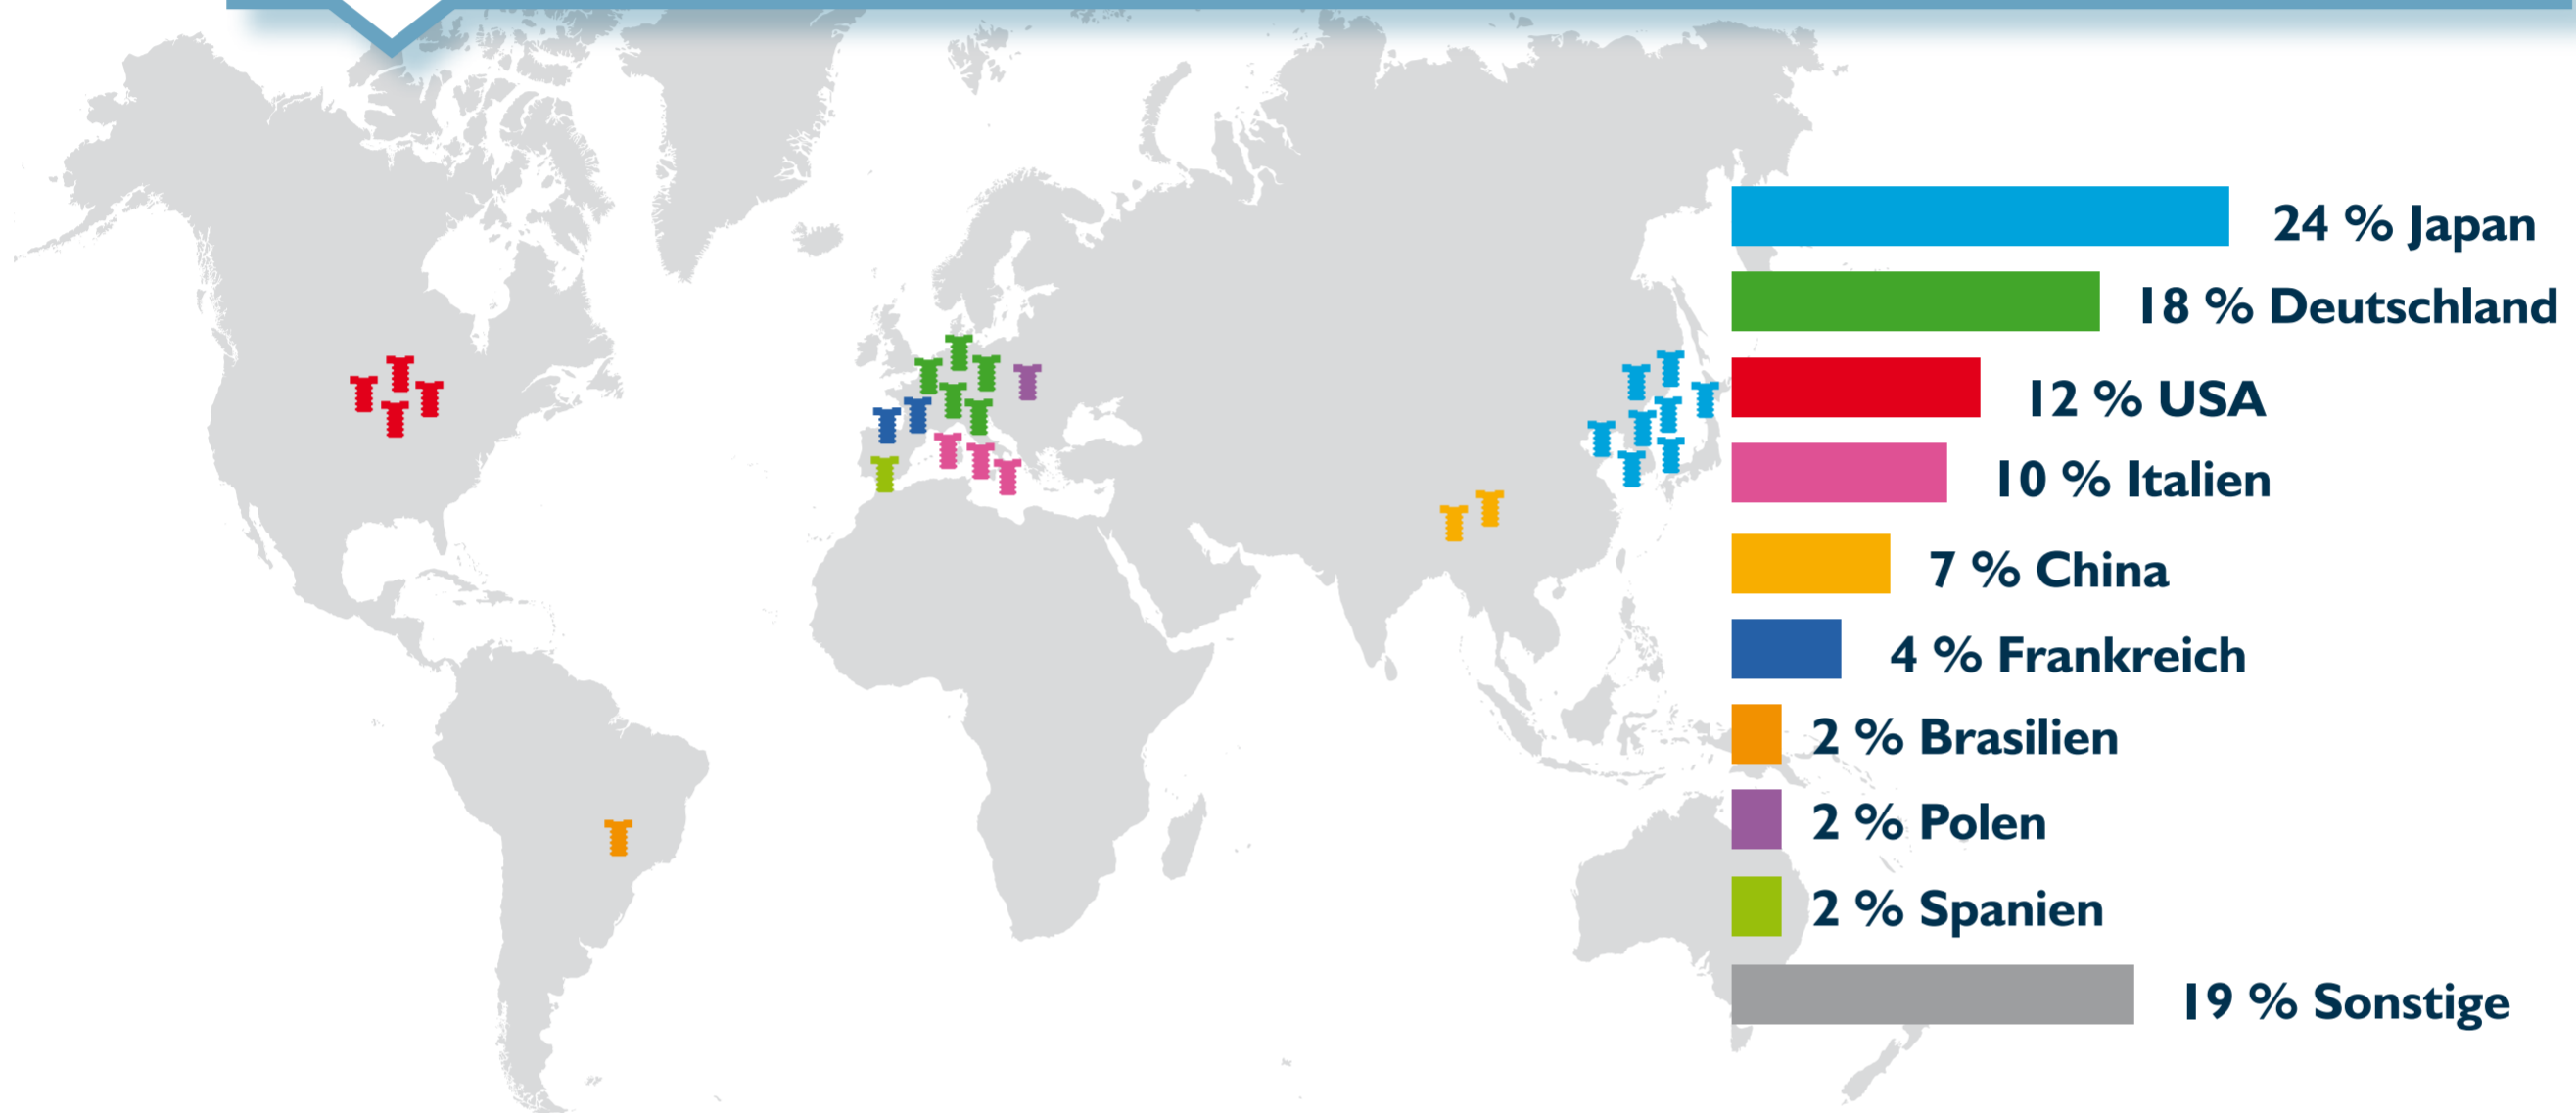 24 % Japan
18 % Deutschland
12 % USA
10 % Italien
7 % China
4 % Frankreich
2 % Brasilien
2 % Polen
2 % Spanien
19 % Sonstige